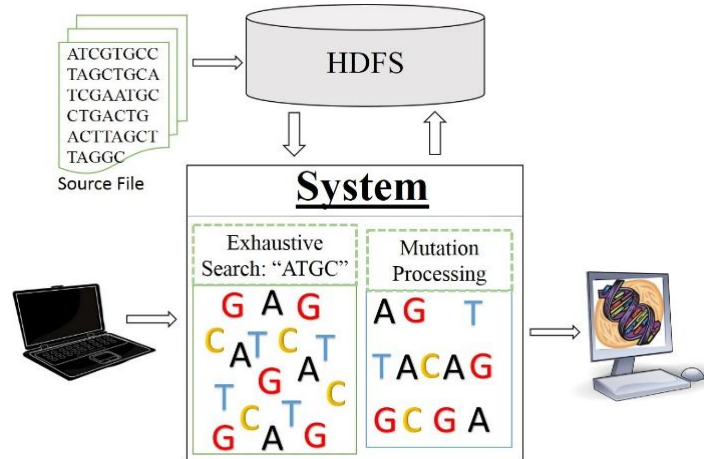 ATCGTGCC
TAGCTGCA
TCGAATGC
CTGACTG
ACTTAGCT
TAGGC
Source File
HDFS
System
Exhaustive
Search: “ATGC”
Mutation
Processing
G A G
C A T C A T
T G A C
C T
G A G
A G T
T A C A G
G C G A